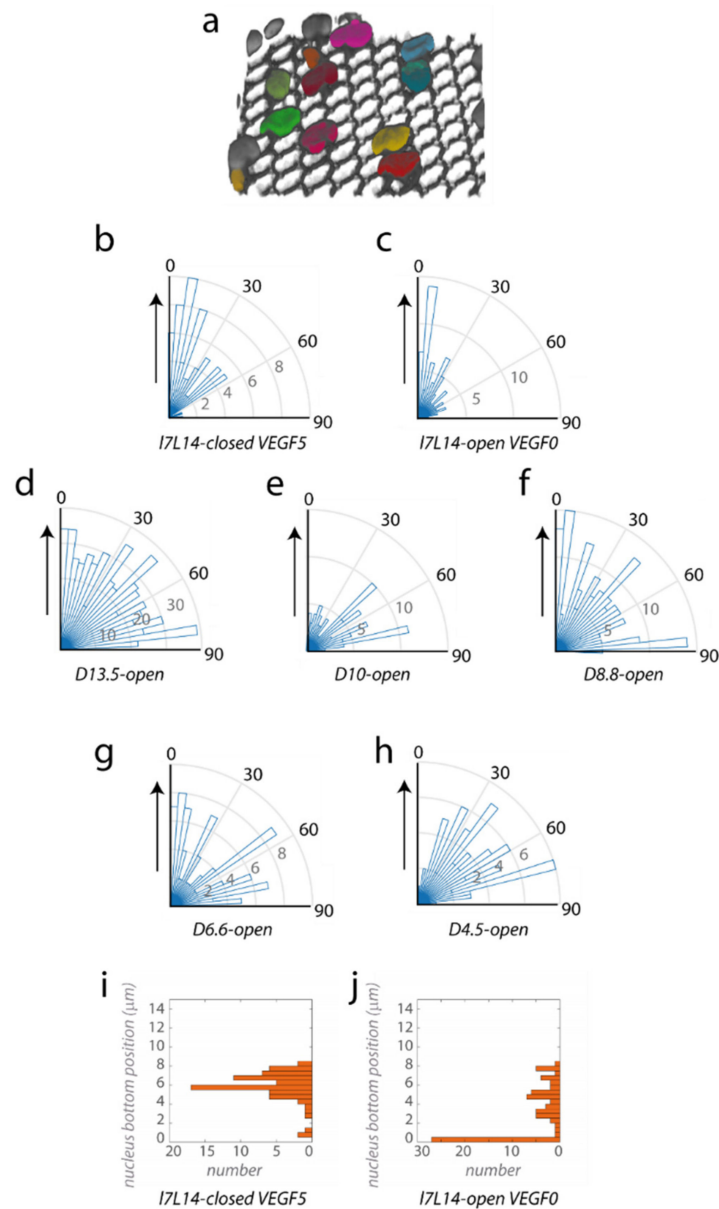 a
b
c
0
30
60
90
2
4
6
8
l7L14-closed VEGF5
0
30
60
90
5
10
l7L14-open VEGF0
d
e
f
0
30
60
90
10
20
30
D13.5-open
0
30
60
90
5
10
D10-open
0
30
60
90
5
10
D8.8-open
g
h
0
30
60
90
2
4
6
8
D6.6-open
0
30
60
90
2
4
6
D4.5-open
i
j
nucleus bottom position (μm)
14
12
10
8
6
4
2
0
20 15 10 5 0
number
l7L14-closed VEGF5
nucleus bottom position (μm)
14
12
10
8
6
4
2
0
30 20 10 0
number
l7L14-open VEGF0